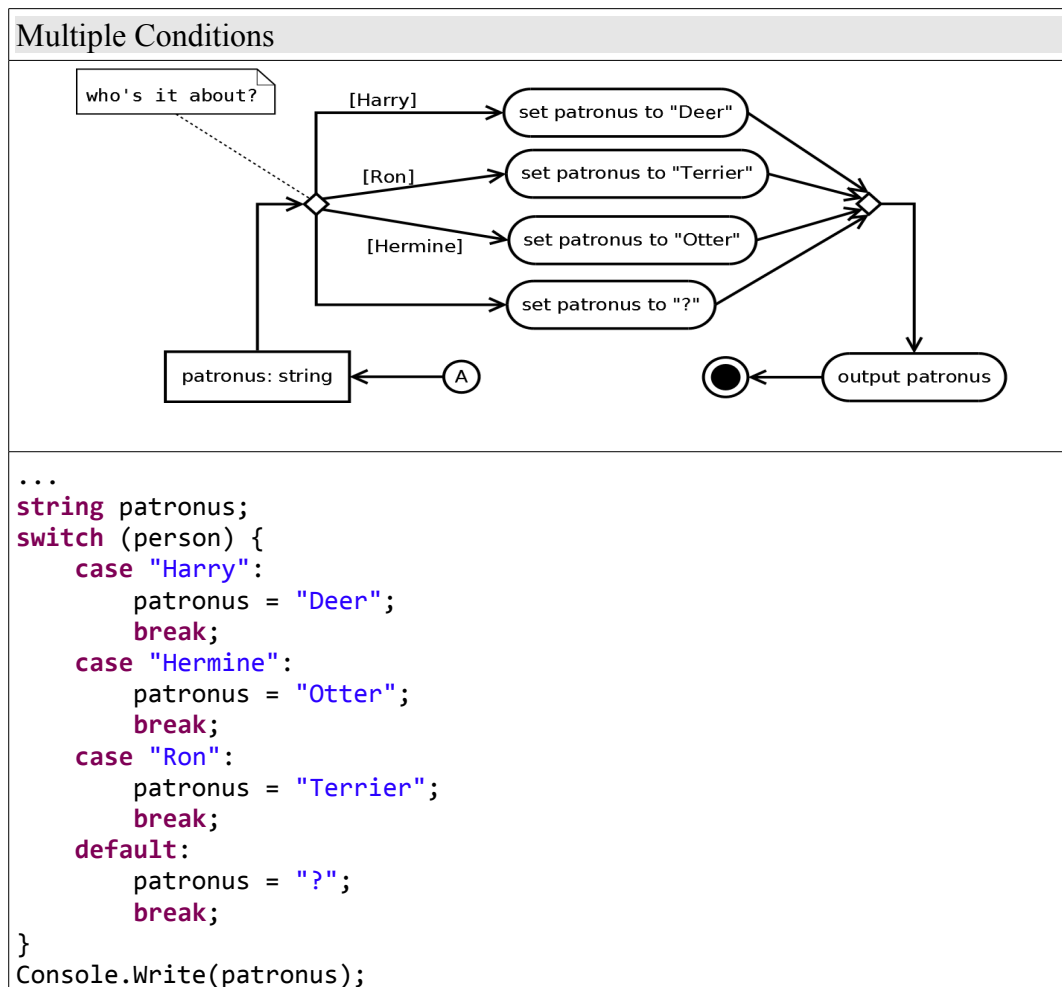 Multiple Conditions
who's it about?
[Harry]
set patronus to "Deer"
[Ron]
set patronus to "Terrier"
[Hermine]
set patronus to "Otter"
set patronus to "?"
patronus: string
A
output patronus
...
string patronus;
switch (person) {
    case "Harry":
        patronus = "Deer";
        break;
    case "Hermine":
        patronus = "Otter";
        break;
    case "Ron":
        patronus = "Terrier";
        break;
    default:
        patronus = "?";
        break;
}
Console.Write(patronus);